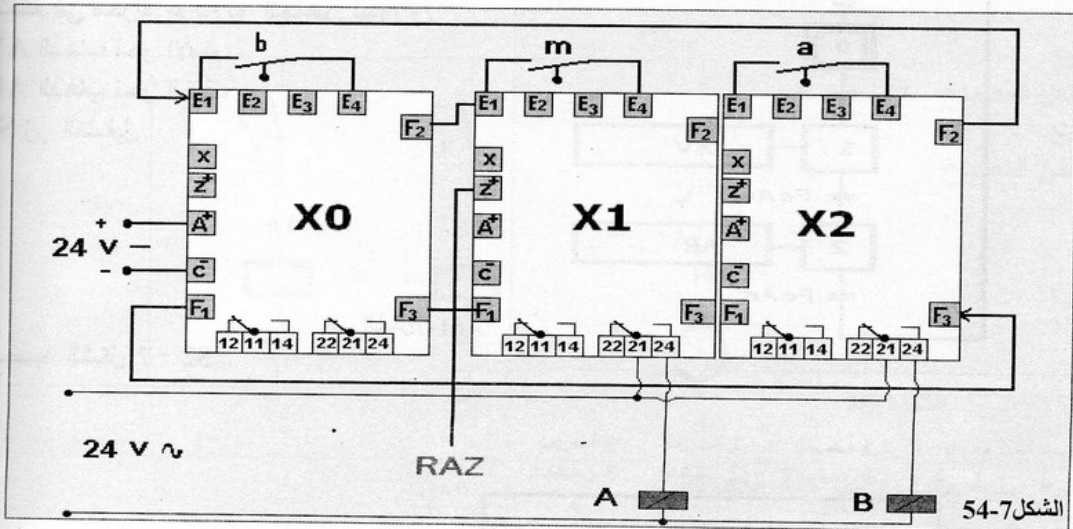 b m a
E1 E2 E3 E4 E1 E2 E3 E4 E1 E2 E3 E4
F2 F2 F2
X X
Z+ Z+ Z+
X0 X1 X2
+ A+ A+ A+
24 V —
- C- C- C-
F1 F3 F1 F3 F1 F3
12 11 14 22 21 24 12 11 14 22 21 24 12 11 14 22 21 24
24 V ∿
RAZ
A B
الشكل7-54